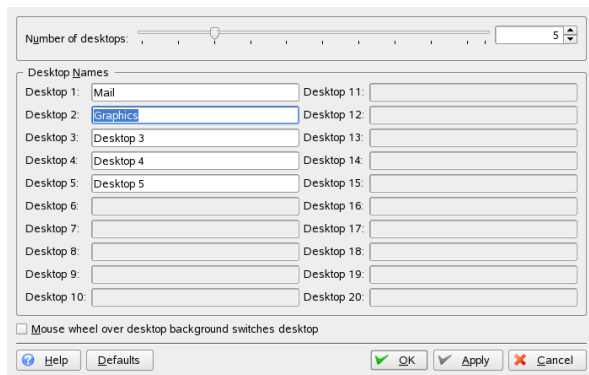 Number of desktops: 5
Desktop Names
Desktop 1: Mail
Desktop 2: Graphics
Desktop 3: Desktop 3
Desktop 4: Desktop 4
Desktop 5: Desktop 5
Desktop 6:
Desktop 7:
Desktop 8:
Desktop 9:
Desktop 10:
Desktop 11:
Desktop 12:
Desktop 13:
Desktop 14:
Desktop 15:
Desktop 16:
Desktop 17:
Desktop 18:
Desktop 19:
Desktop 20:
Mouse wheel over desktop background switches desktop
Help Defaults OK Apply Cancel